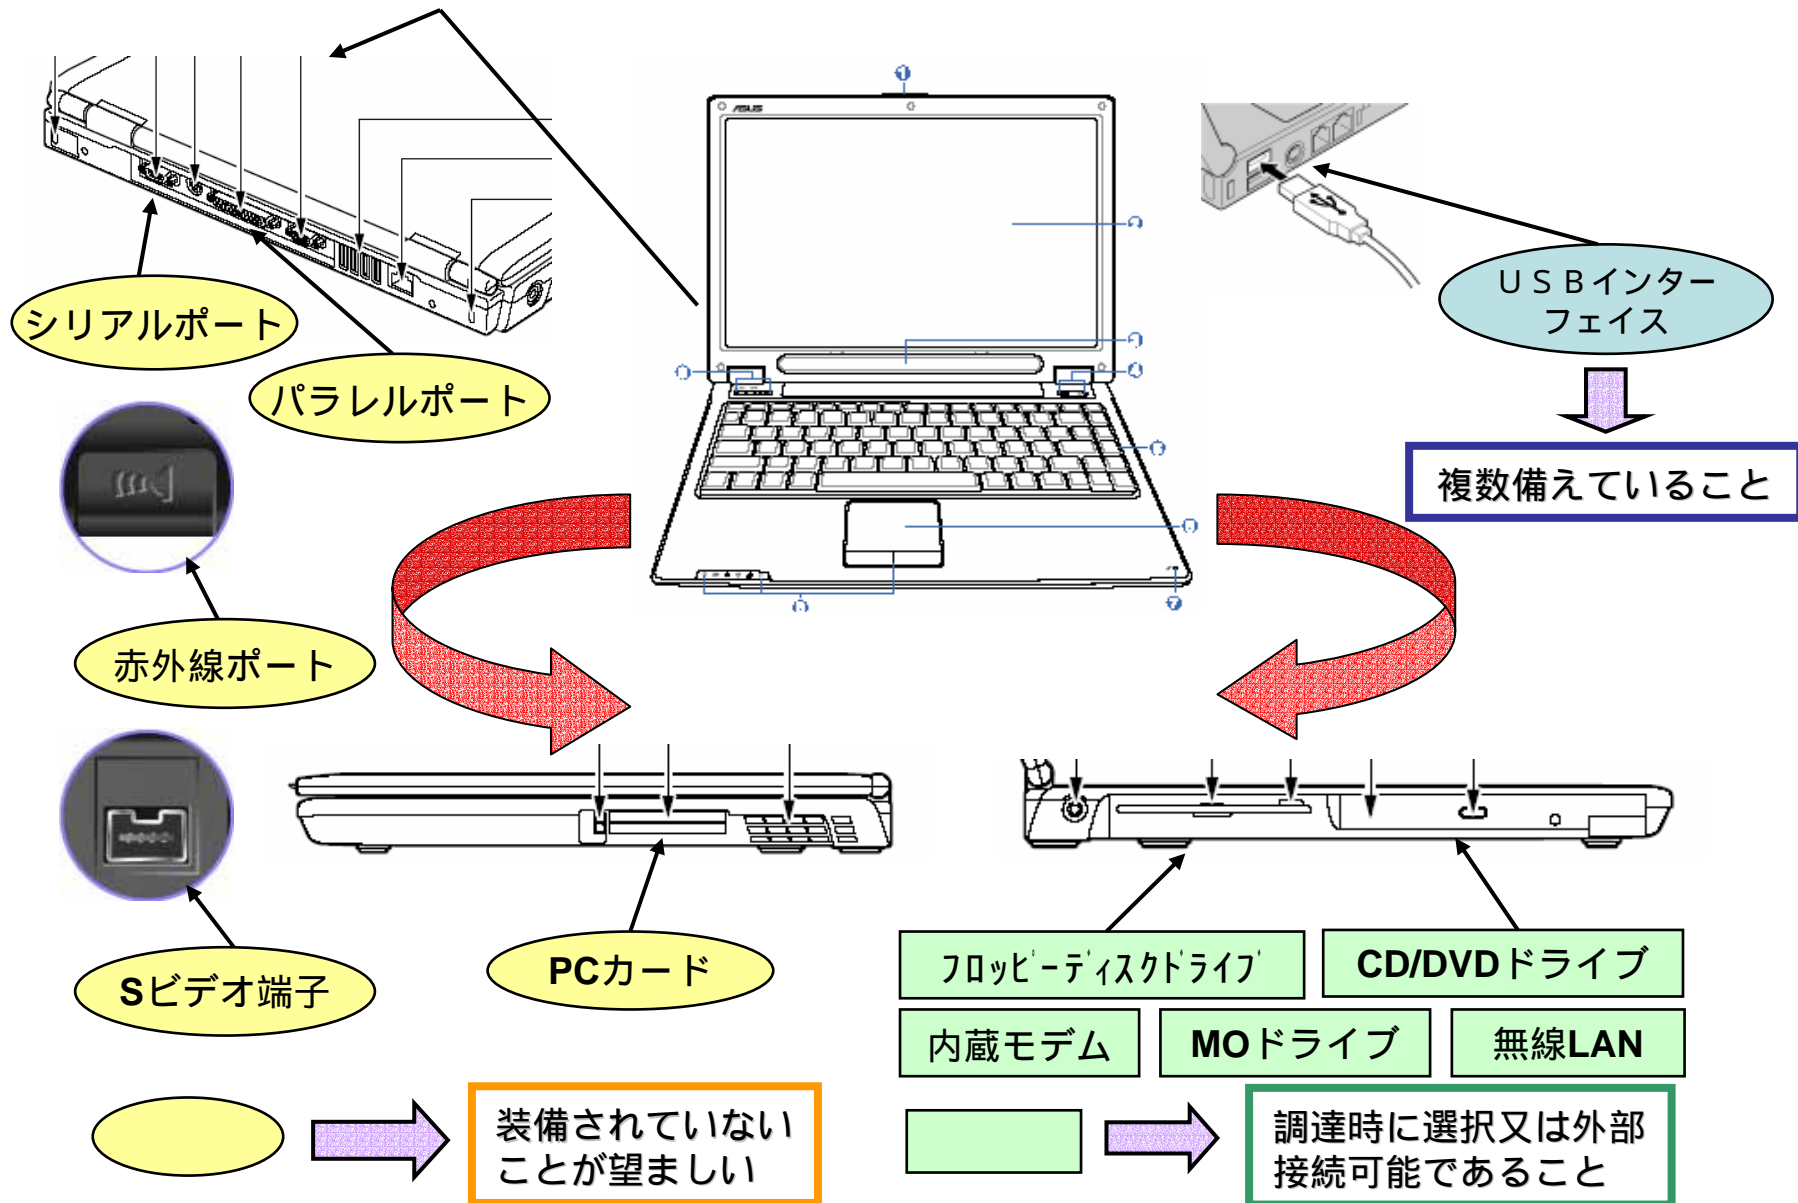 ASUS
シリアルポート
パラレルポート
USBインター
フェイス
複数備えていること
赤外線ポート
Sビデオ端子
PCカード
フロッピーディスクドライブ
CD/DVDドライブ
内蔵モデム
MOドライブ
無線LAN
装備されていない
ことが望ましい
調達時に選択又は外部
接続可能であること